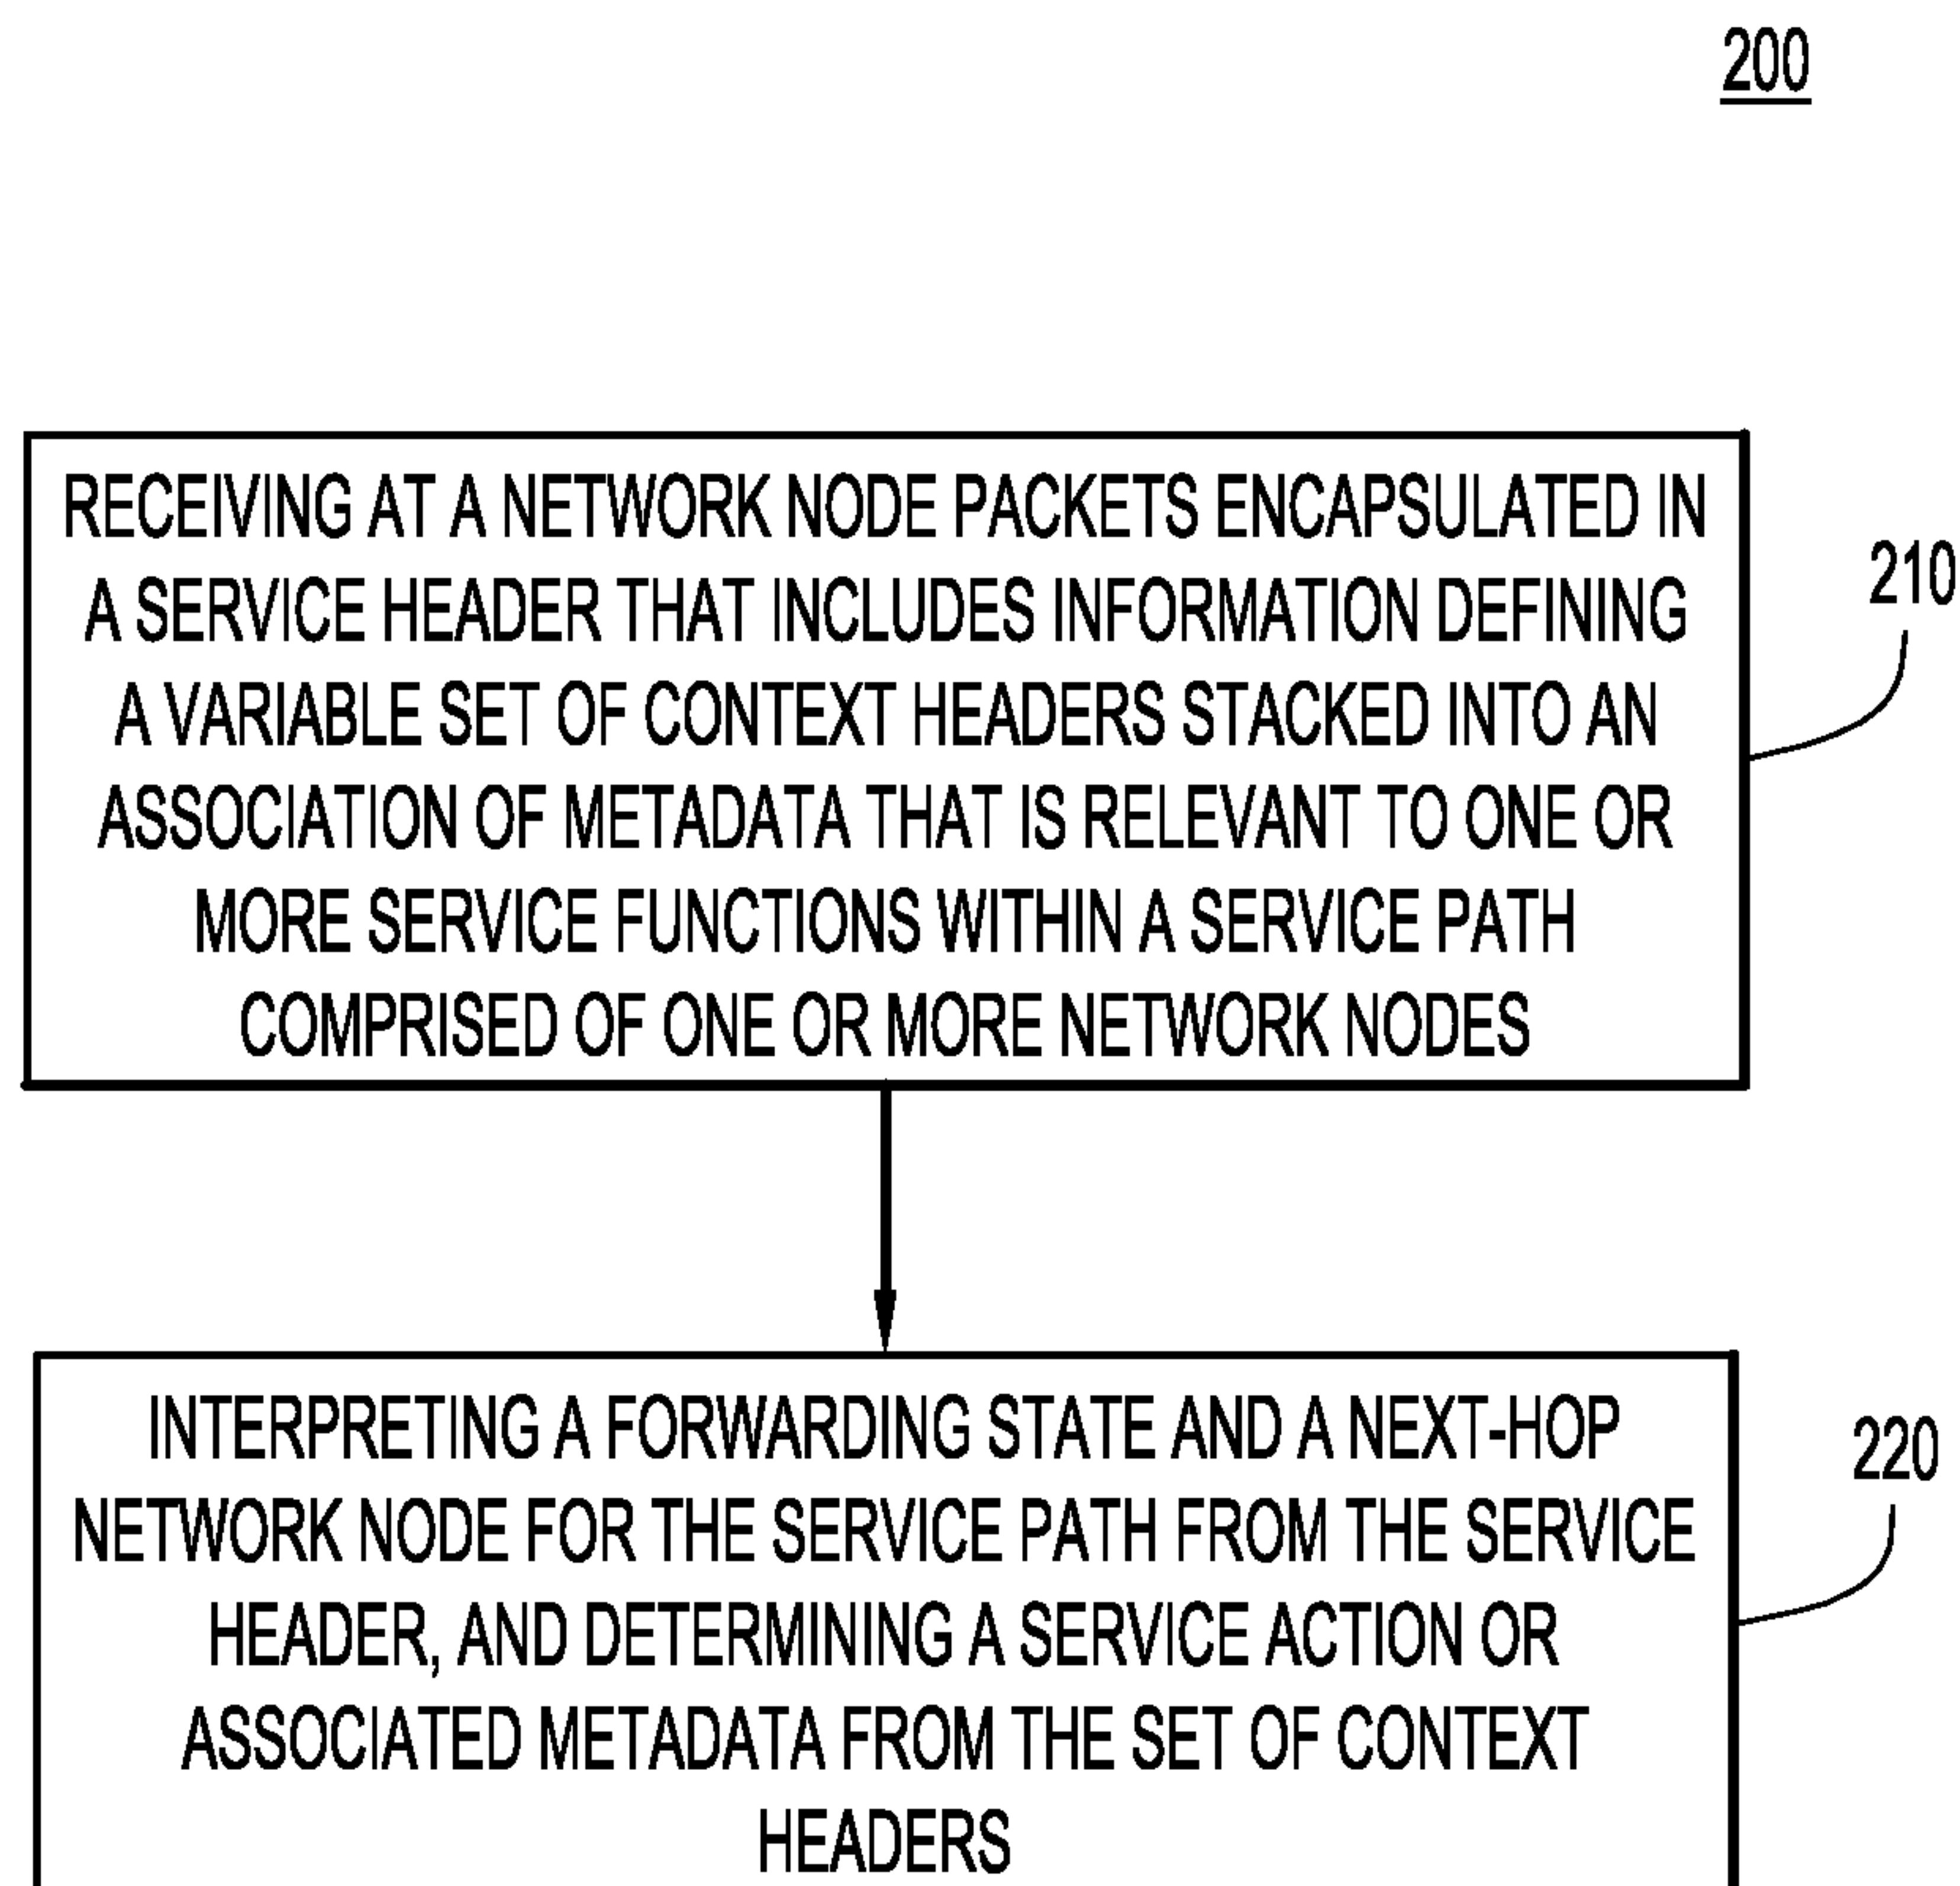 200
RECEIVING AT A NETWORK NODE PACKETS ENCAPSULATED IN
A SERVICE HEADER THAT INCLUDES INFORMATION DEFINING
A VARIABLE SET OF CONTEXT HEADERS STACKED INTO AN
ASSOCIATION OF METADATA THAT IS RELEVANT TO ONE OR
MORE SERVICE FUNCTIONS WITHIN A SERVICE PATH
COMPRISED OF ONE OR MORE NETWORK NODES
210
INTERPRETING A FORWARDING STATE AND A NEXT-HOP
NETWORK NODE FOR THE SERVICE PATH FROM THE SERVICE
HEADER, AND DETERMINING A SERVICE ACTION OR
ASSOCIATED METADATA FROM THE SET OF CONTEXT
HEADERS
220